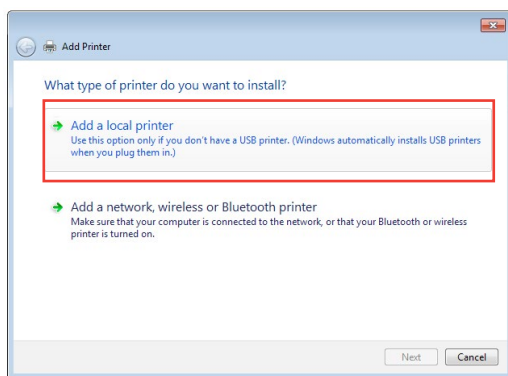 Add Printer
What type of printer do you want to install?
Add a local printer
Use this option only if you don't have a USB printer. (Windows automatically installs USB printers
when you plug them in.)
Add a network, wireless or Bluetooth printer
Make sure that your computer is connected to the network, or that your Bluetooth or wireless
printer is turned on.
Next
Cancel